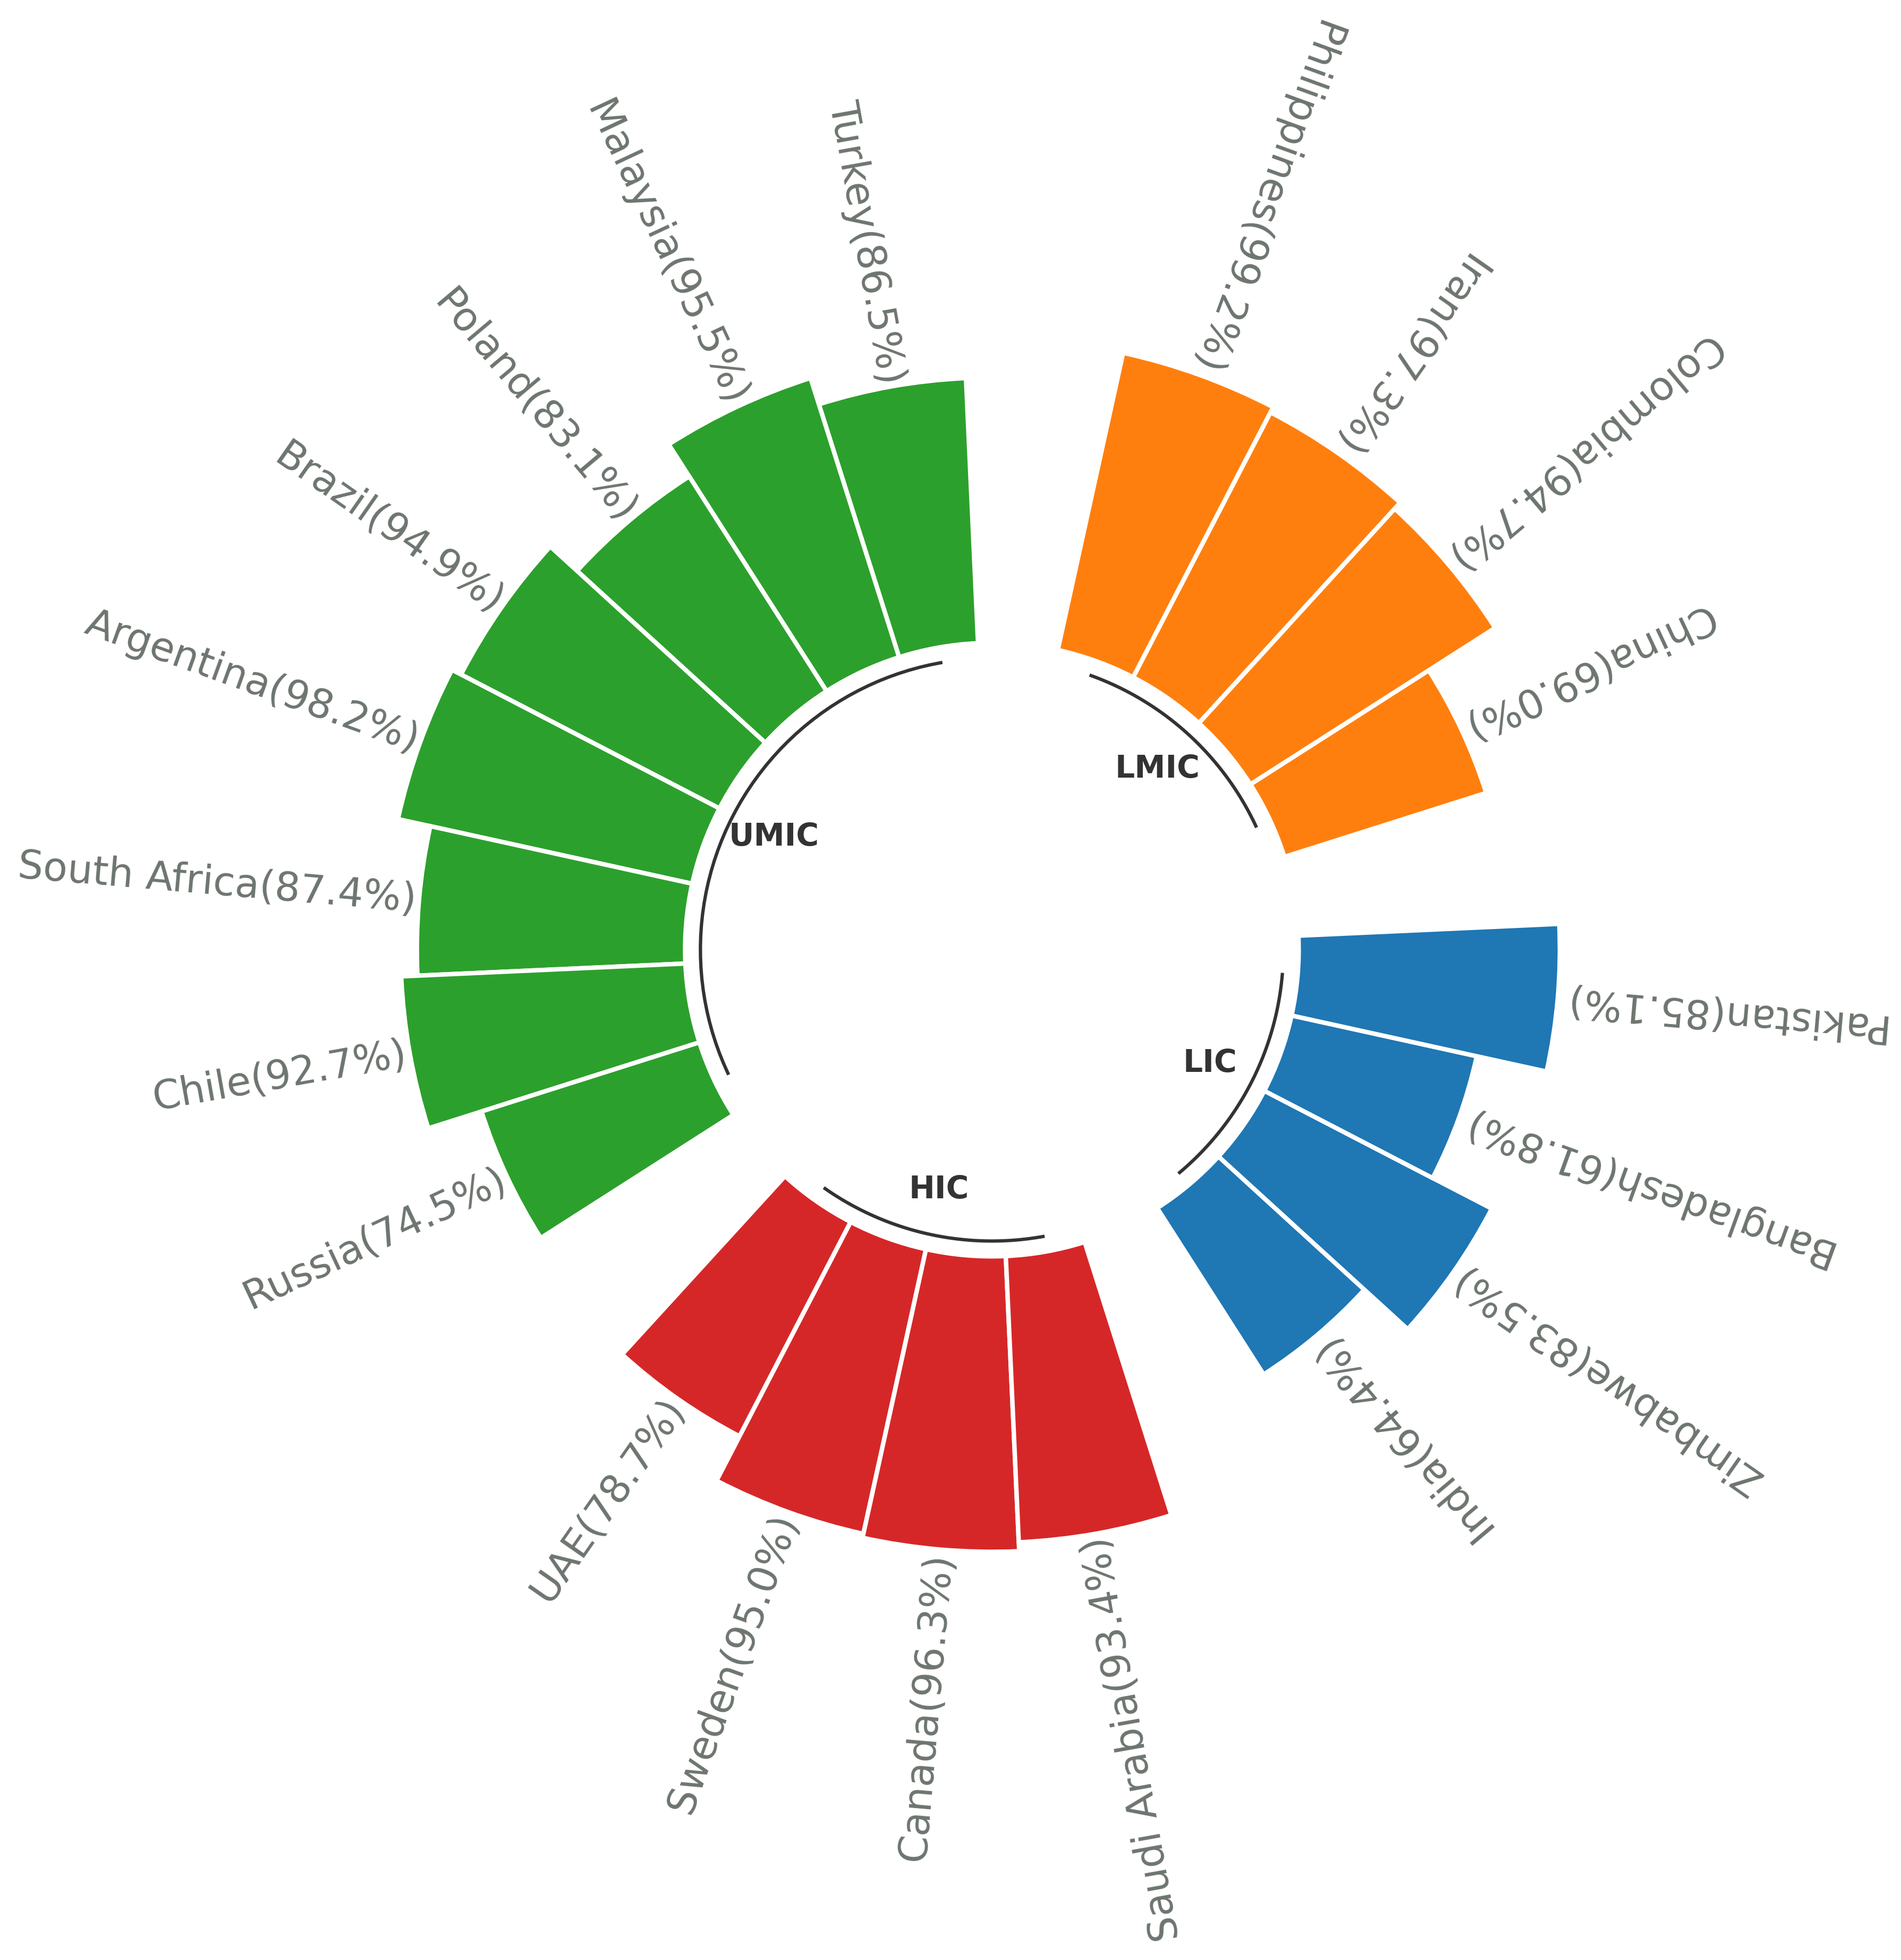 Philippines(99.2%)
Iran(97.3%)
Colombia(94.7%)
China(69.0%)
LMIC
Turkey(86.5%)
Malaysia(95.5%)
Poland(83.1%)
Brazil(94.9%)
Argentina(98.2%)
South Africa(87.4%)
Chile(92.7%)
Russia(74.5%)
UMIC
UAE(78.7%)
Sweden(95.0%)
Canada(96.3%)
Saudi Arabia(93.4%)
HIC
India(64.4%)
Zimbabwe(83.5%)
Bangladesh(61.8%)
Pakistan(85.1%)
LIC